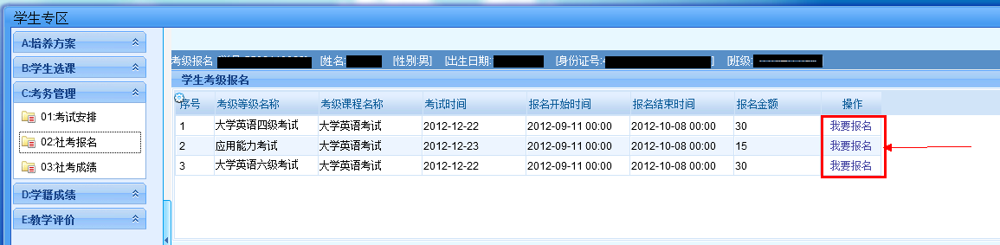 学生专区
A:培养方案
B:学生选课
C:考务管理
01:考试安排
02:社考报名
03:社考成绩
D:学籍成绩
E:教学评价
考级报名 [姓名: [性别:男] [出生日期: [身份证号: ] [班级:
学生考级报名
序号 考级等级名称 考级课程名称 考试时间 报名开始时间 报名结束时间 报名金额 操作
1 大学英语四级考试 大学英语考试 2012-12-22 2012-09-11 00:00 2012-10-08 00:00 30 我要报名
2 应用能力考试 大学英语考试 2012-12-23 2012-09-11 00:00 2012-10-08 00:00 15 我要报名
3 大学英语六级考试 大学英语考试 2012-12-22 2012-09-11 00:00 2012-10-08 00:00 30 我要报名